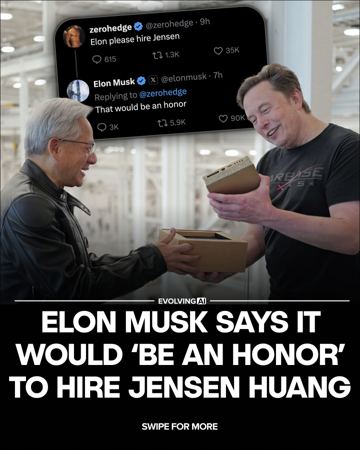 zerohedge @zerohedge · 9h
Elon please hire Jensen
615 1.3K 35K
Elon Musk X @elonmusk · 7h
Replying to @zerohedge
That would be an honor
3K 5.9K 90K
EVOLVING AI
ELON MUSK SAYS IT
WOULD ‘BE AN HONOR’
TO HIRE JENSEN HUANG
SWIPE FOR MORE